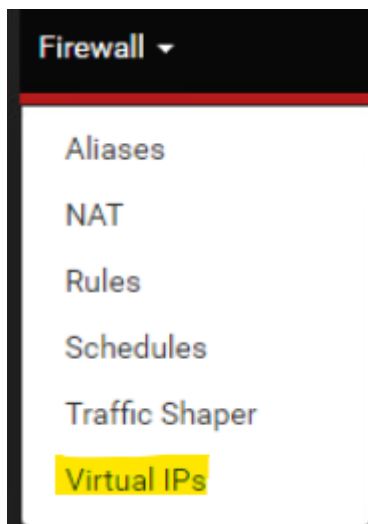 Firewall
Aliases
NAT
Rules
Schedules
Traffic Shaper
Virtual IPs